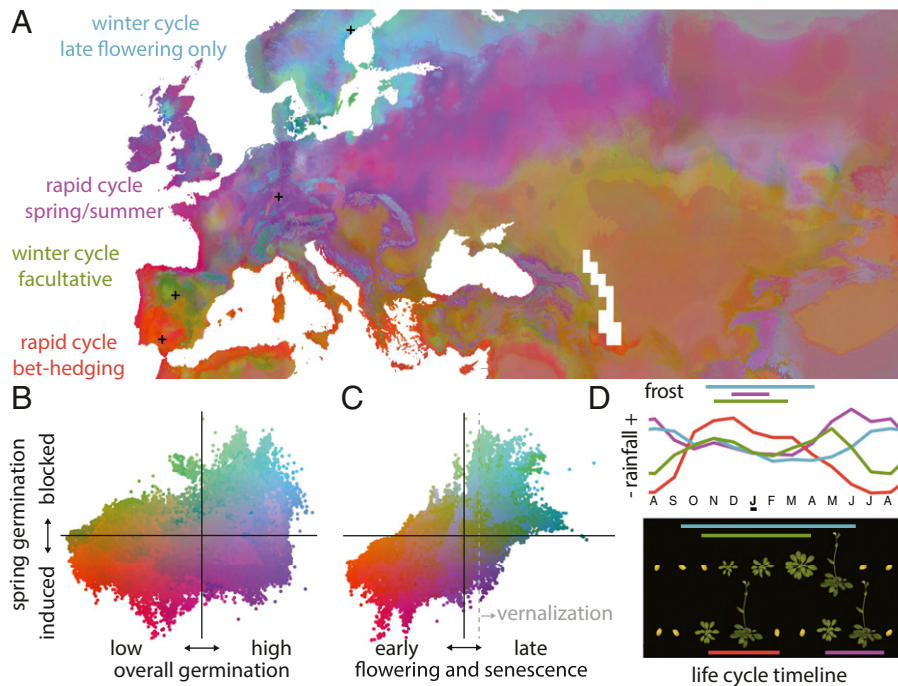 A
winter cycle
late flowering only
rapid cycle
spring/summer
winter cycle
facultative
rapid cycle
bet-hedging
B
C
D
spring germination
induced
blocked
low
high
overall germination
vernalization
early
late
flowering and senescence
frost
- rainfall +
A S O N D J F M A M J J A
life cycle timeline